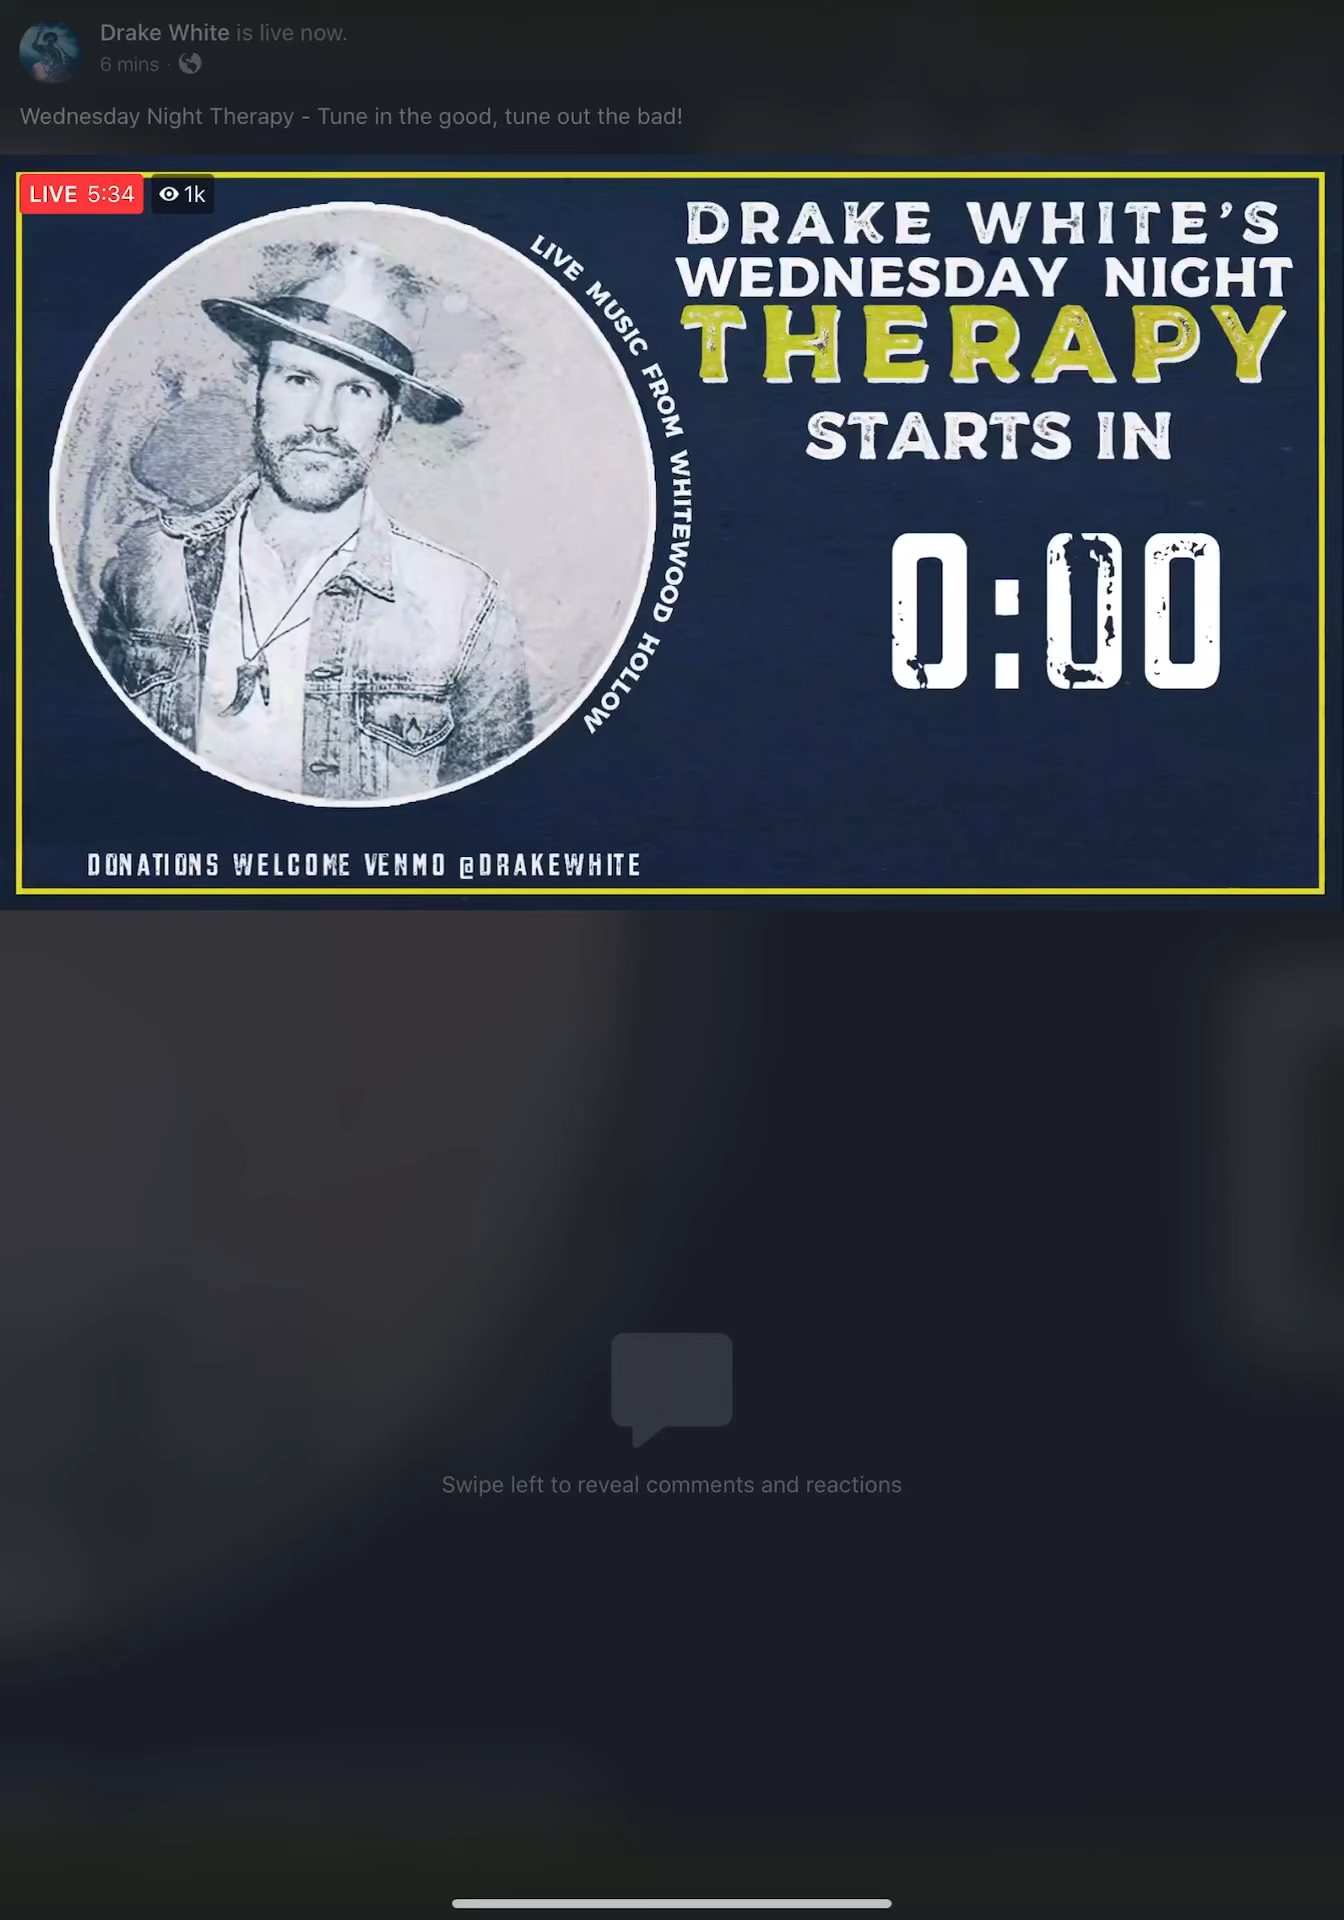 Drake White is live now.
6 mins ·
Wednesday Night Therapy - Tune in the good, tune out the bad!
LIVE 5:34 1k
DRAKE WHITE'S
WEDNESDAY NIGHT
THERAPY
STARTS IN
0:00
LIVE MUSIC FROM WHITEWOOD HOLLOW
DONATIONS WELCOME VENMO @DRAKEWHITE
Swipe left to reveal comments and reactions